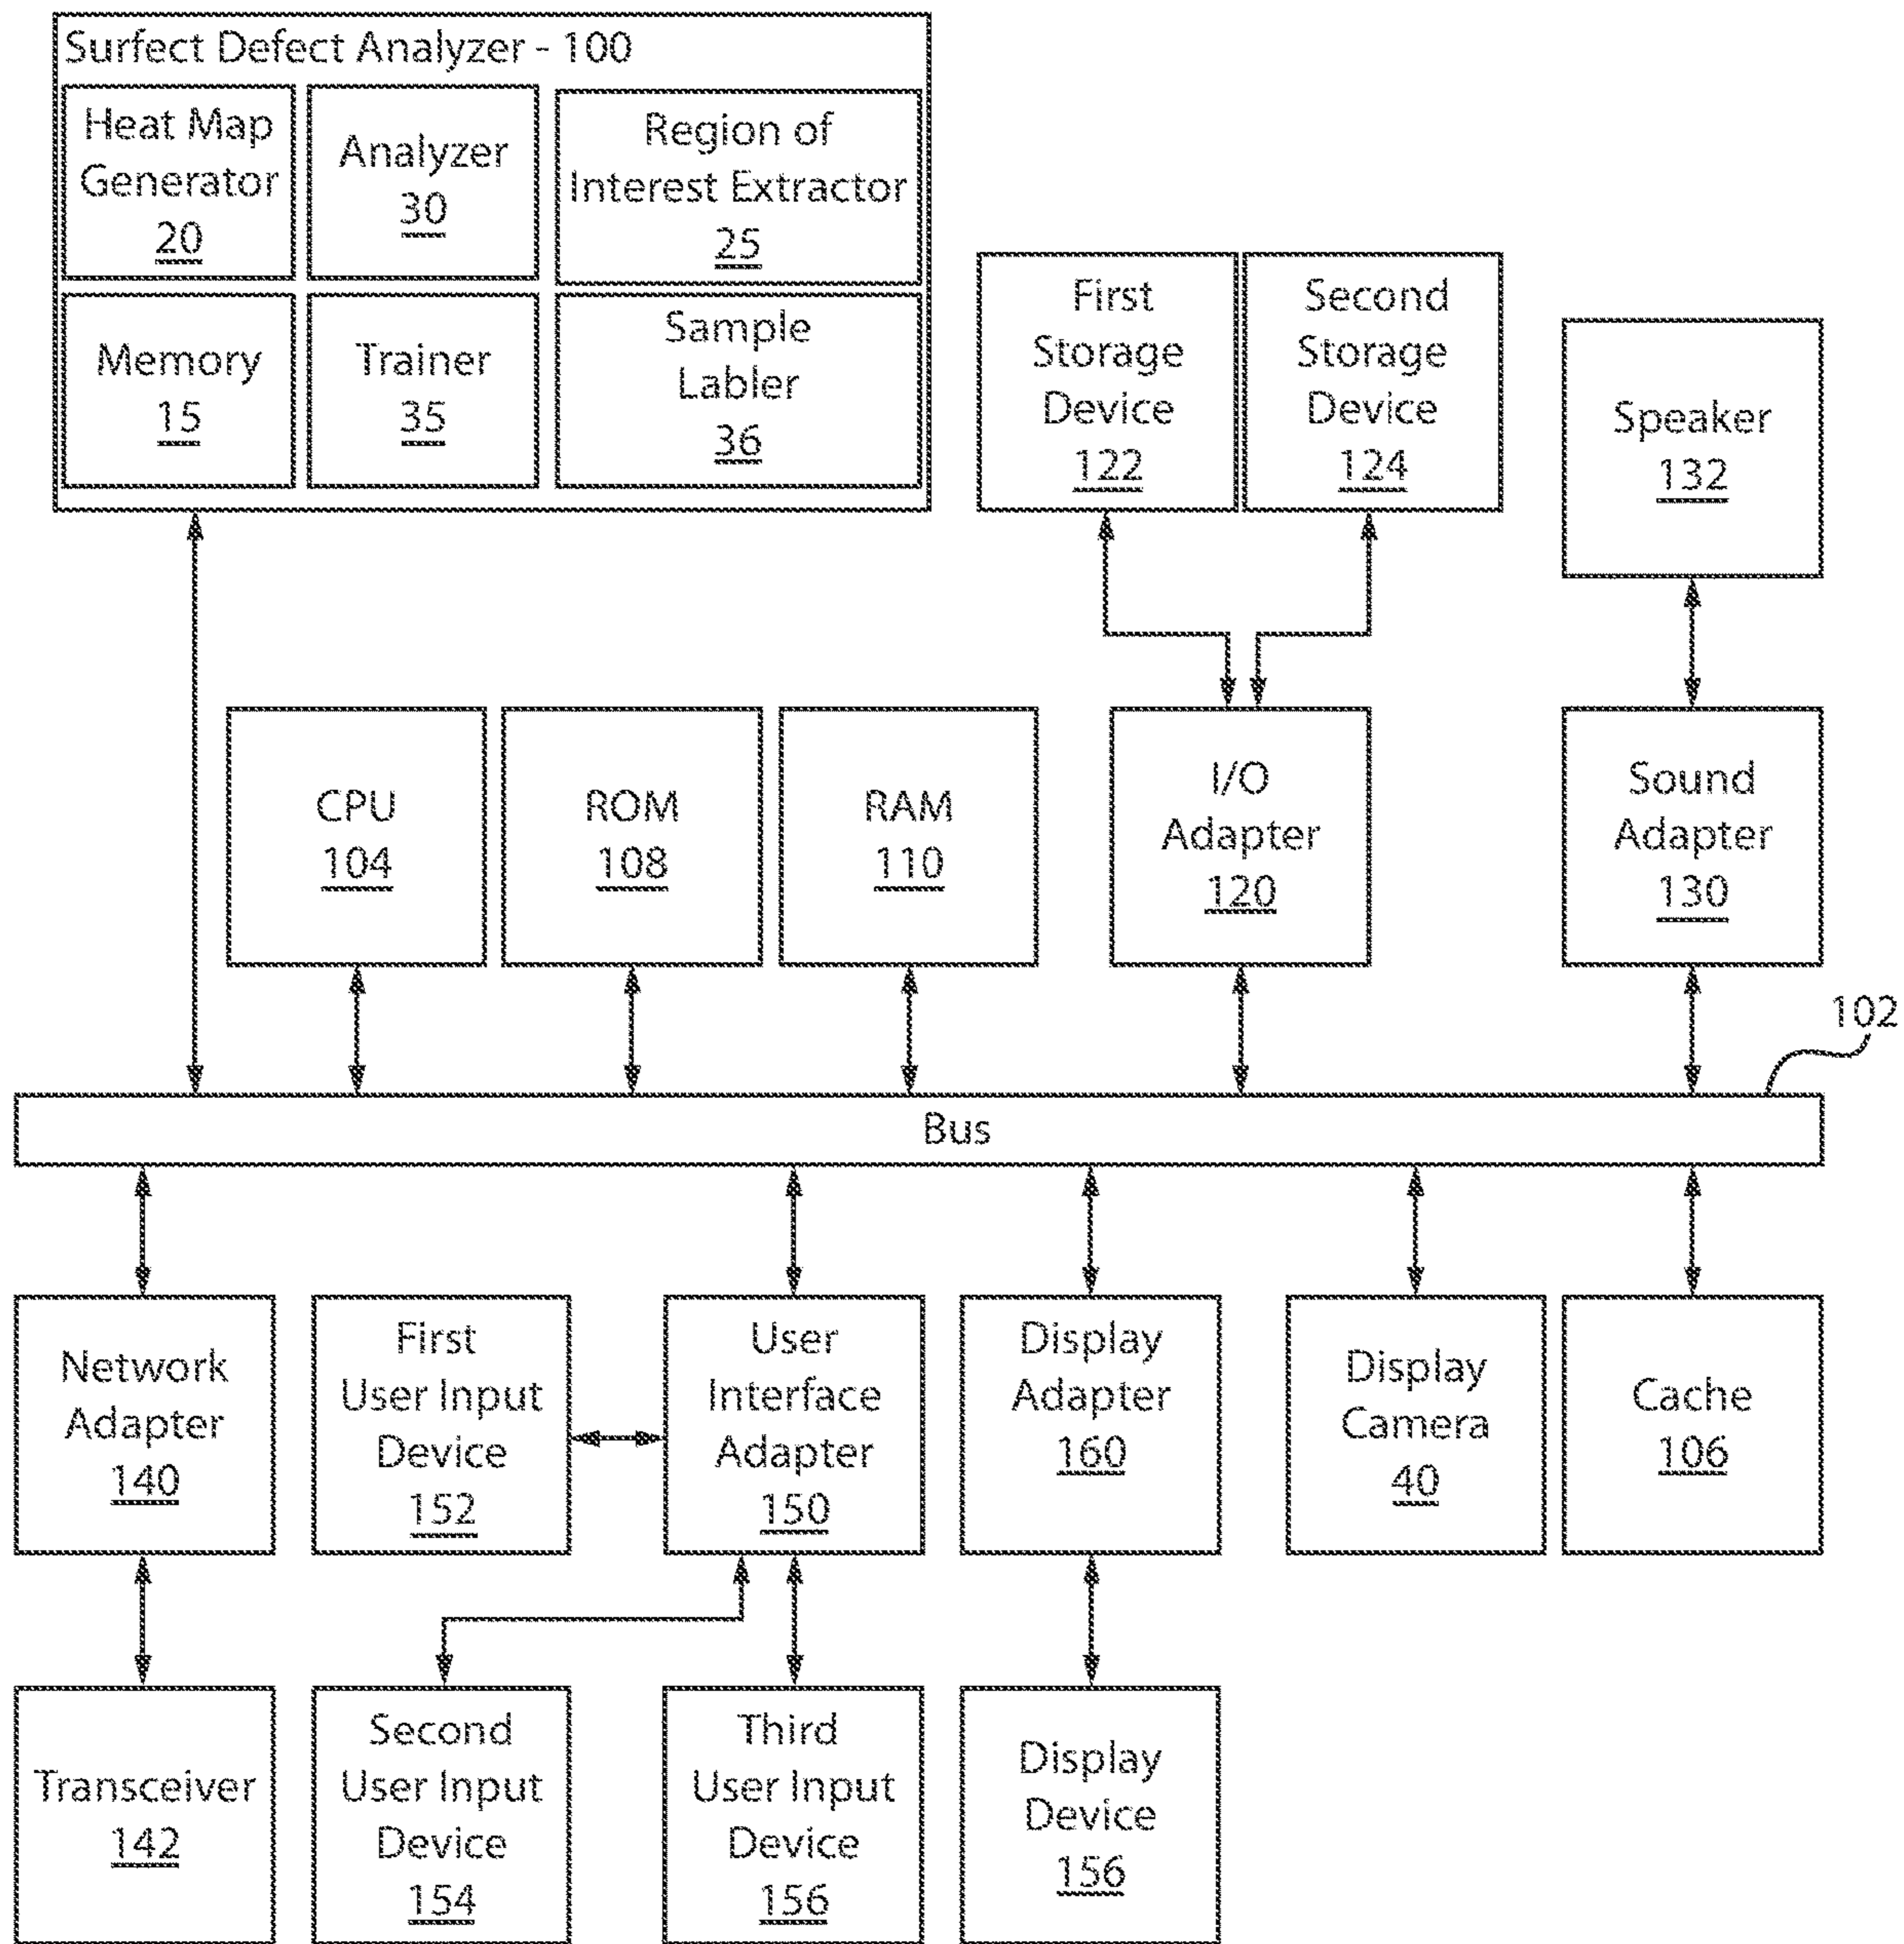 Surfect Defect Analyzer - 100
Heat Map
Generator
20
Analyzer
30
Region of
Interest Extractor
25
Memory
15
Trainer
35
Sample
Labler
36
First
Storage
Device
122
Second
Storage
Device
124
Speaker
132
CPU
104
ROM
108
RAM
110
I/O
Adapter
120
Sound
Adapter
130
102
Bus
Network
Adapter
140
First
User Input
Device
152
User
Interface
Adapter
150
Display
Adapter
160
Display
Camera
40
Cache
106
Transceiver
142
Second
User Input
Device
154
Third
User Input
Device
156
Display
Device
156